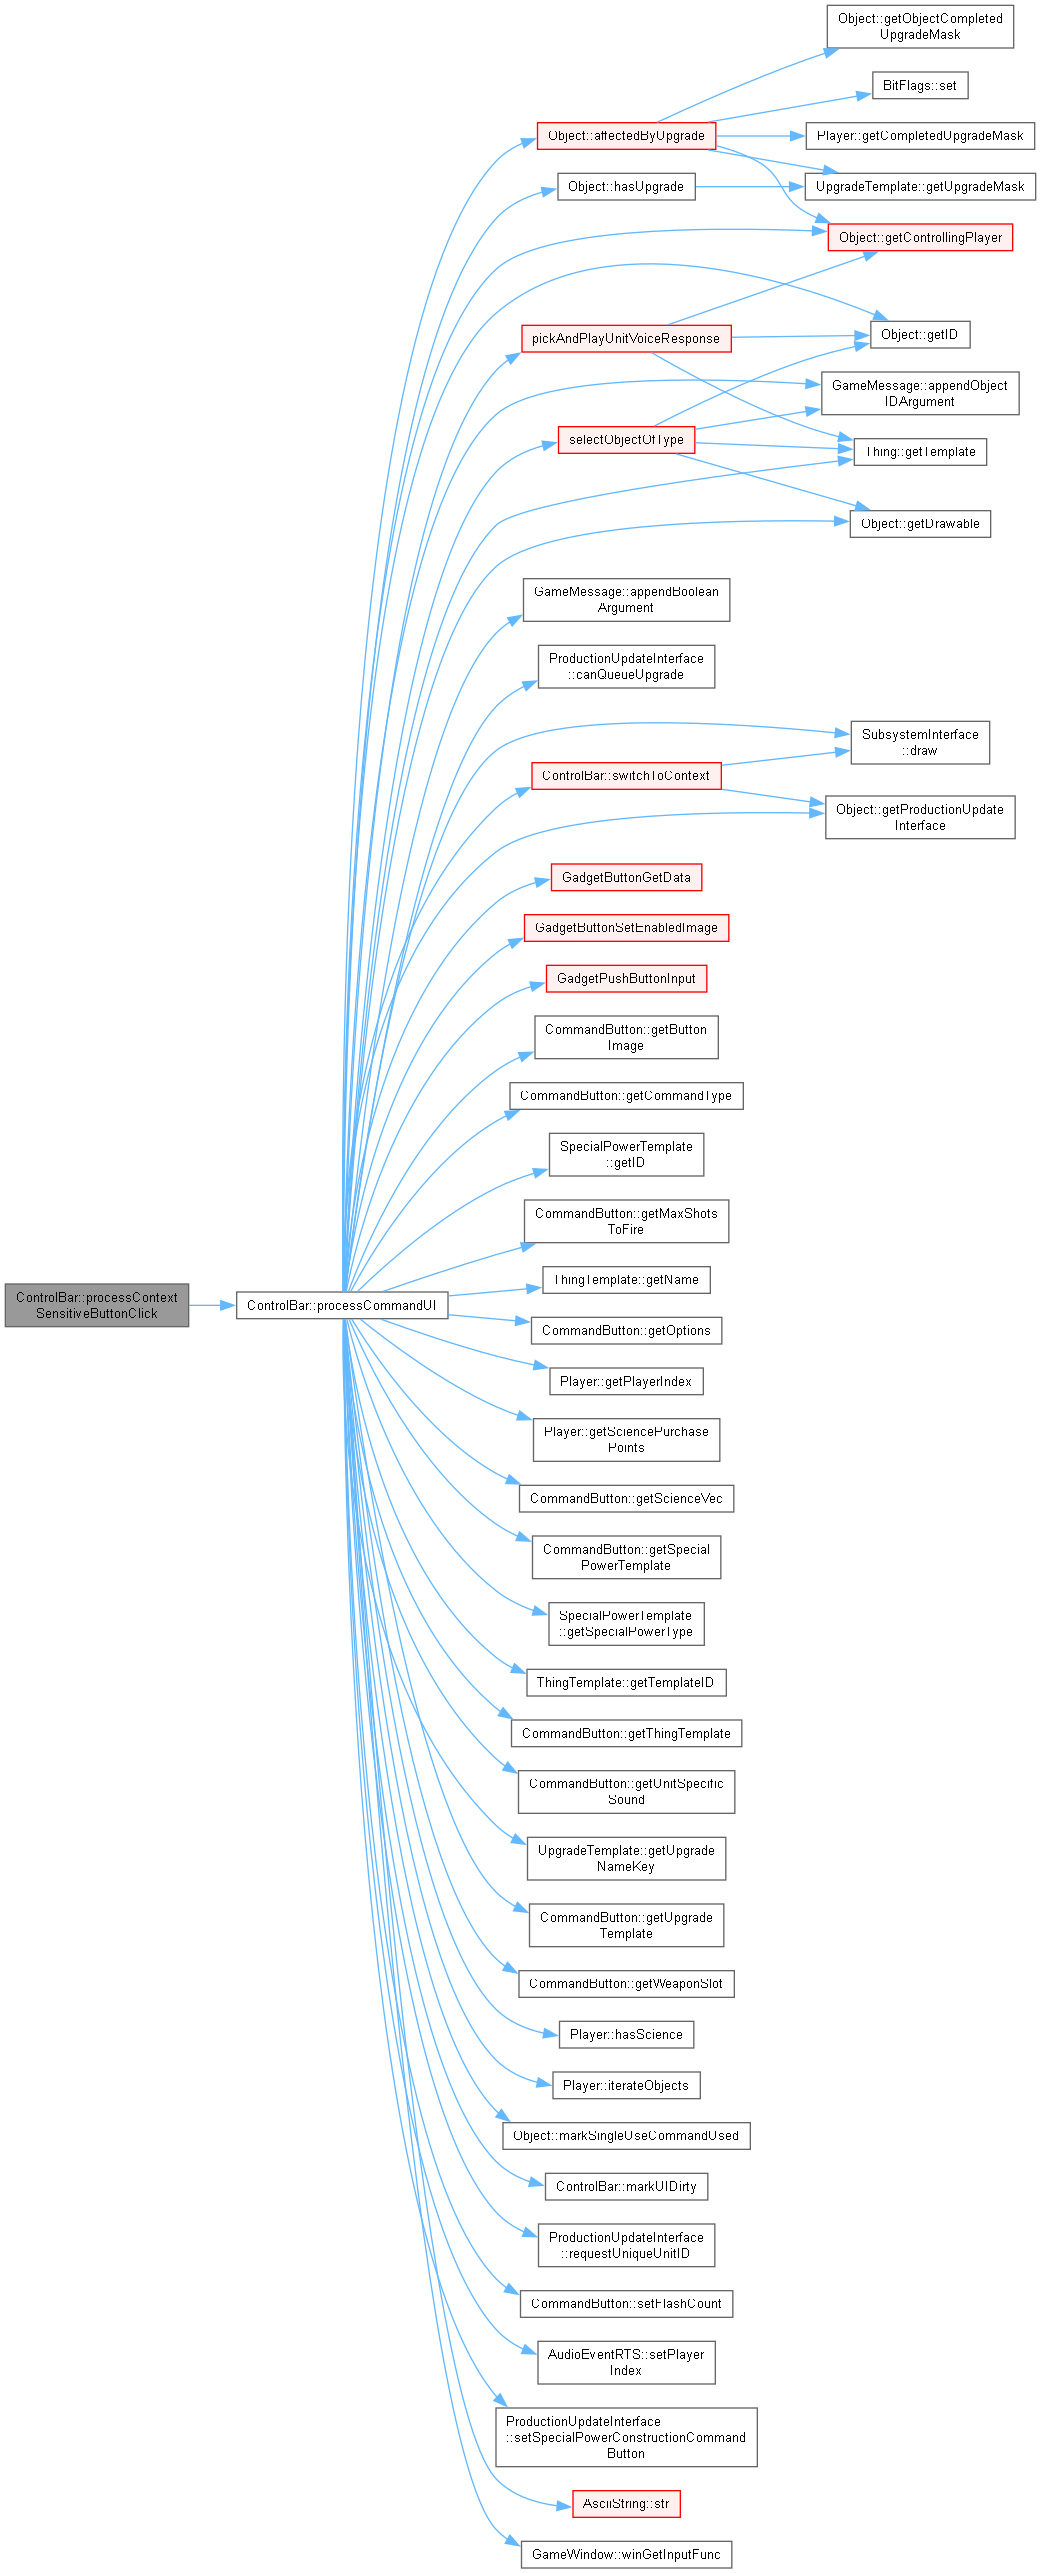 Object::getObjectCompleted
UpgradeMask
BitFlags::set
Object::affectedByUpgrade
Player::getCompletedUpgradeMask
Object::hasUpgrade
UpgradeTemplate::getUpgradeMask
Object::getControllingPlayer
pickAndPlayUnitVoiceResponse
Object::getID
GameMessage::appendObject
IDArgument
selectObjectOfType
Thing::getTemplate
Object::getDrawable
GameMessage::appendBoolean
Argument
ProductionUpdateInterface
::canQueueUpgrade
SubsystemInterface
::draw
ControlBar::switchToContext
Object::getProductionUpdate
Interface
GadgetButtonGetData
GadgetButtonSetEnabledImage
GadgetPushButtonInput
CommandButton::getButton
Image
CommandButton::getCommandType
SpecialPowerTemplate
::getID
CommandButton::getMaxShots
ToFire
ThingTemplate::getName
ControlBar::processContext
SensitiveButtonClick
ControlBar::processCommandUI
CommandButton::getOptions
Player::getPlayerIndex
Player::getSciencePurchase
Points
CommandButton::getScienceVec
CommandButton::getSpecial
PowerTemplate
SpecialPowerTemplate
::getSpecialPowerType
ThingTemplate::getTemplateID
CommandButton::getThingTemplate
CommandButton::getUnitSpecific
Sound
UpgradeTemplate::getUpgrade
NameKey
CommandButton::getUpgrade
Template
CommandButton::getWeaponSlot
Player::hasScience
Player::iterateObjects
Object::markSingleUseCommandUsed
ControlBar::markUIDirty
ProductionUpdateInterface
::requestUniqueUnitID
CommandButton::setFlashCount
AudioEventRTS::setPlayer
Index
ProductionUpdateInterface
::setSpecialPowerConstructionCommand
Button
AsciiString::str
GameWindow::winGetInputFunc